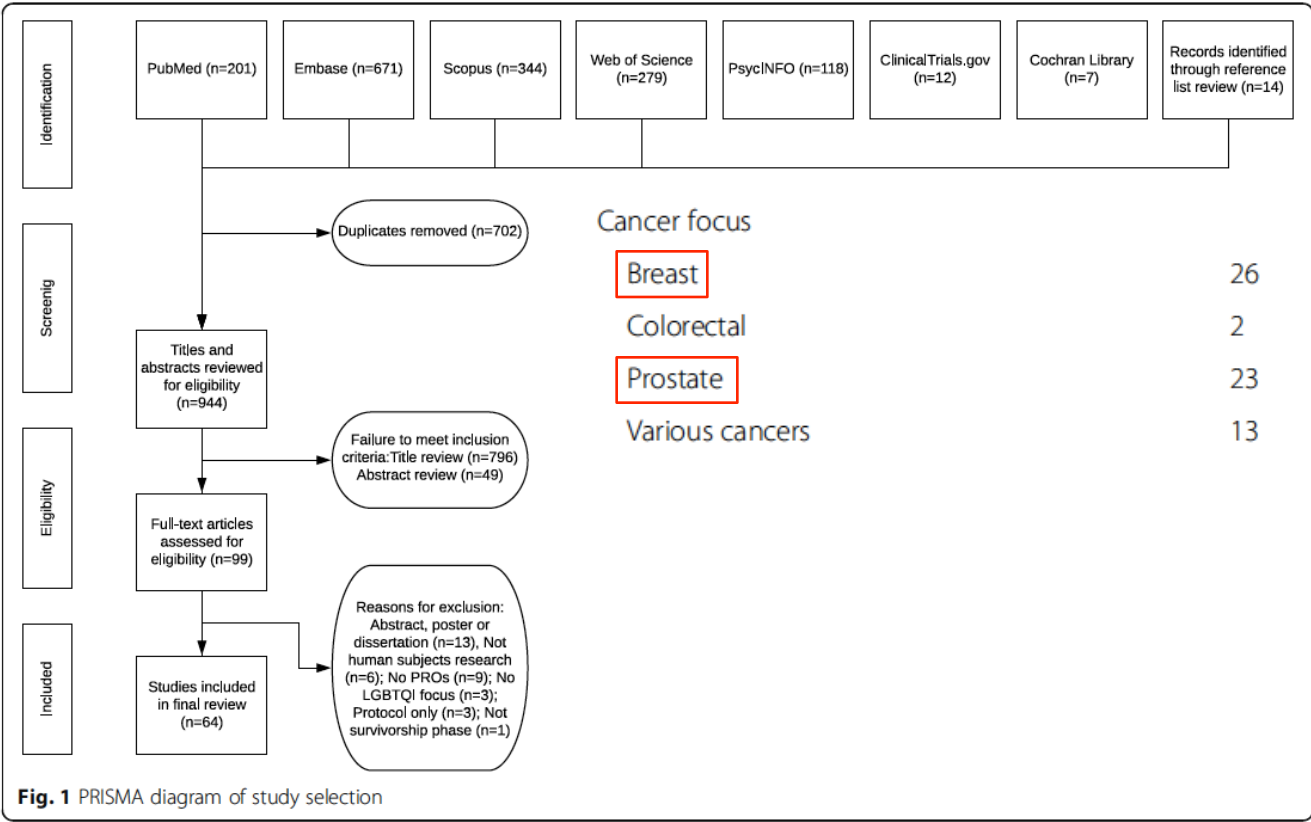 Identification
PubMed (n=201)
Embase (n=671)
Scopus (n=344)
Web of Science
(n=279)
PsycINFO (n=118)
ClinicalTrials.gov
(n=12)
Cochran Library
(n=7)
Records identified
through reference
list review (n=14)
Screenig
Duplicates removed (n=702)
Titles and
abstracts reviewed
for eligibility
(n=944)
Cancer focus
Breast 26
Colorectal 2
Prostate 23
Various cancers 13
Eligibility
Failure to meet inclusion
criteria:Title review (n=796)
Abstract review (n=49)
Full-text articles
assessed for
eligibility (n=99)
Included
Reasons for exclusion:
Abstract, poster or
dissertation (n=13), Not
human subjects research
(n=6); No PROs (n=9); No
LGBTQI focus (n=3);
Protocol only (n=3); Not
survivorship phase (n=1)
Studies included
in final review
(n=64)
Fig. 1 PRISMA diagram of study selection